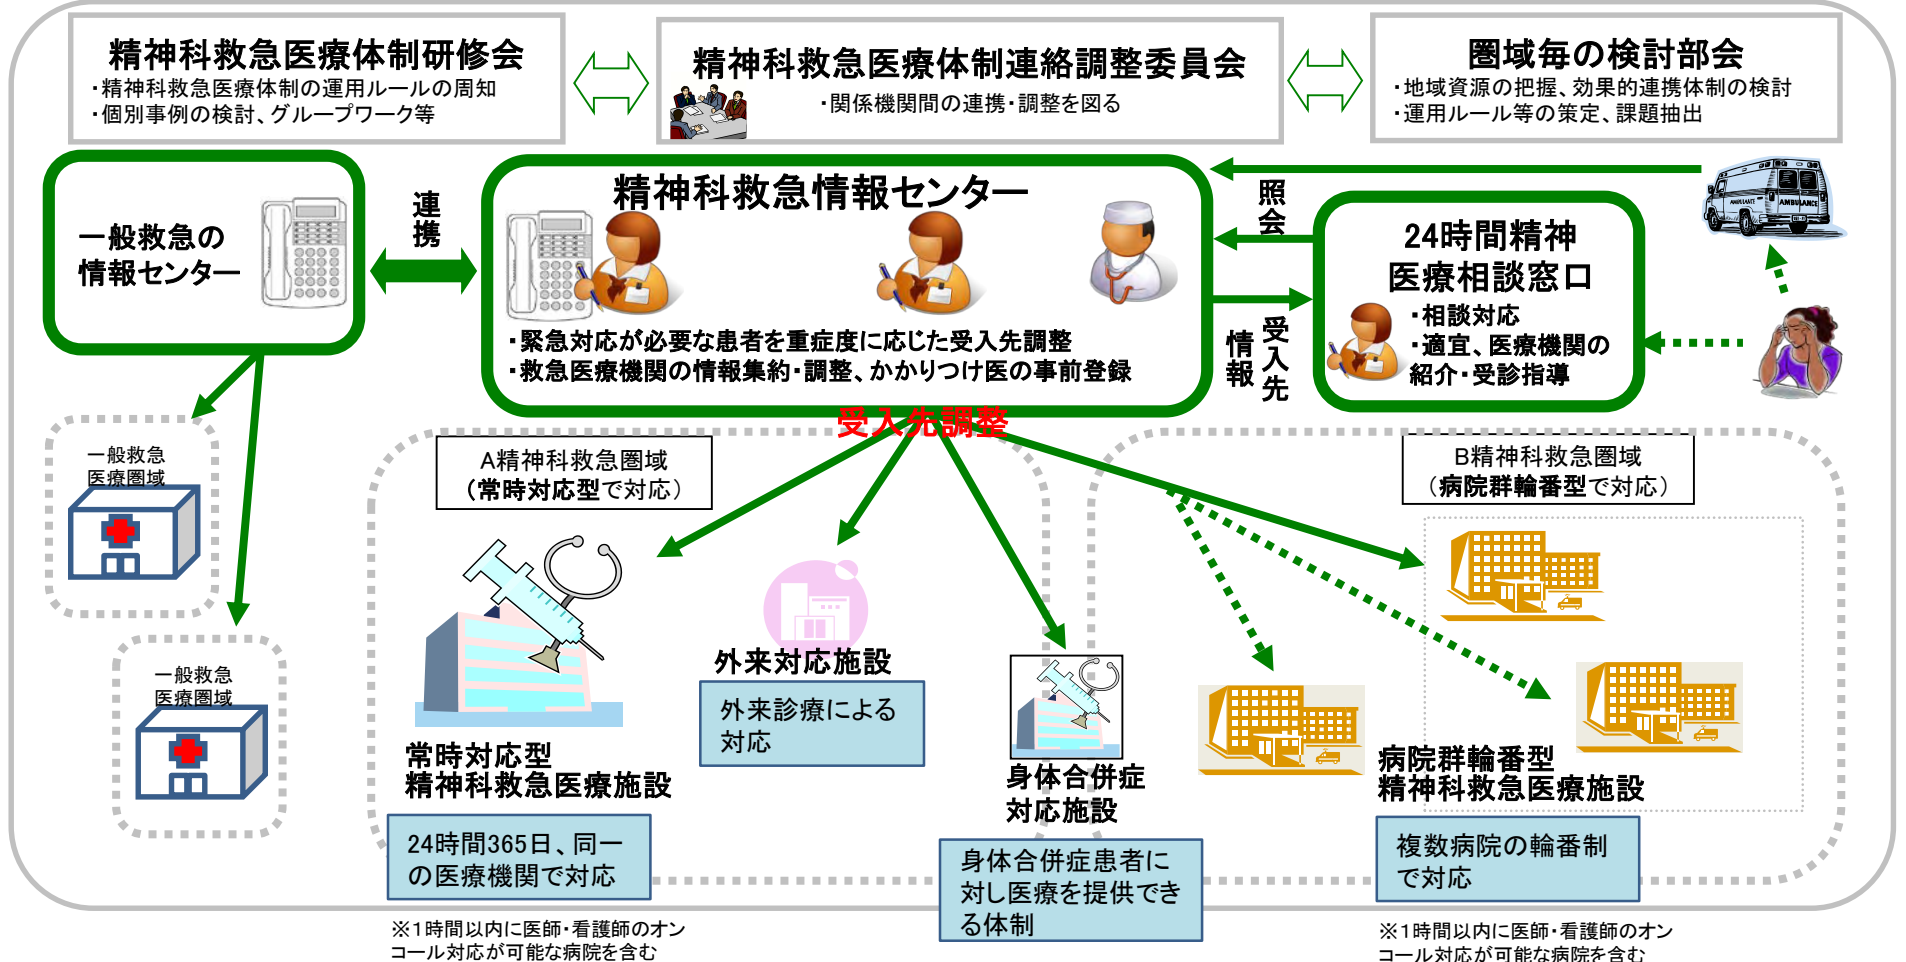 精神科救急医療体制研修会
・精神科救急医療体制の運用ルールの周知
・個別事例の検討、グループワーク等
精神科救急医療体制連絡調整委員会
・関係機関間の連携・調整を図る
圏域毎の検討部会
・地域資源の把握、効果的連携体制の検討
・運用ルール等の策定、課題抽出
一般救急の
情報センター
連携
精神科救急情報センター
・緊急対応が必要な患者を重症度に応じた受入先調整
・救急医療機関の情報集約・調整、かかりつけ医の事前登録
照会
受入先
情報
24時間精神
医療相談窓口
・相談対応
・適宜、医療機関の
紹介・受診指導
AMBULANCE
AMBULANCE
受入先調整
一般救急
医療圏域
一般救急
医療圏域
A精神科救急圏域
（常時対応型で対応）
B精神科救急圏域
（病院群輪番型で対応）
常時対応型
精神科救急医療施設
24時間365日、同一
の医療機関で対応
※1時間以内に医師・看護師のオン
コール対応が可能な病院を含む
外来対応施設
外来診療による
対応
身体合併症
対応施設
身体合併症患者に
対し医療を提供でき
る体制
病院群輪番型
精神科救急医療施設
複数病院の輪番制
で対応
※1時間以内に医師・看護師のオン
コール対応が可能な病院を含む